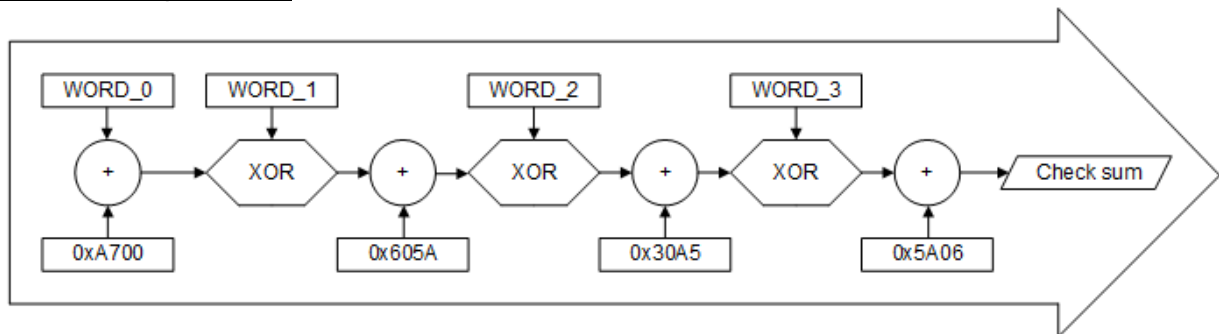 WORD_0 WORD_1 WORD_2 WORD_3
+ XOR + XOR + XOR + Check sum
0xA700 0x605A 0x30A5 0x5A06